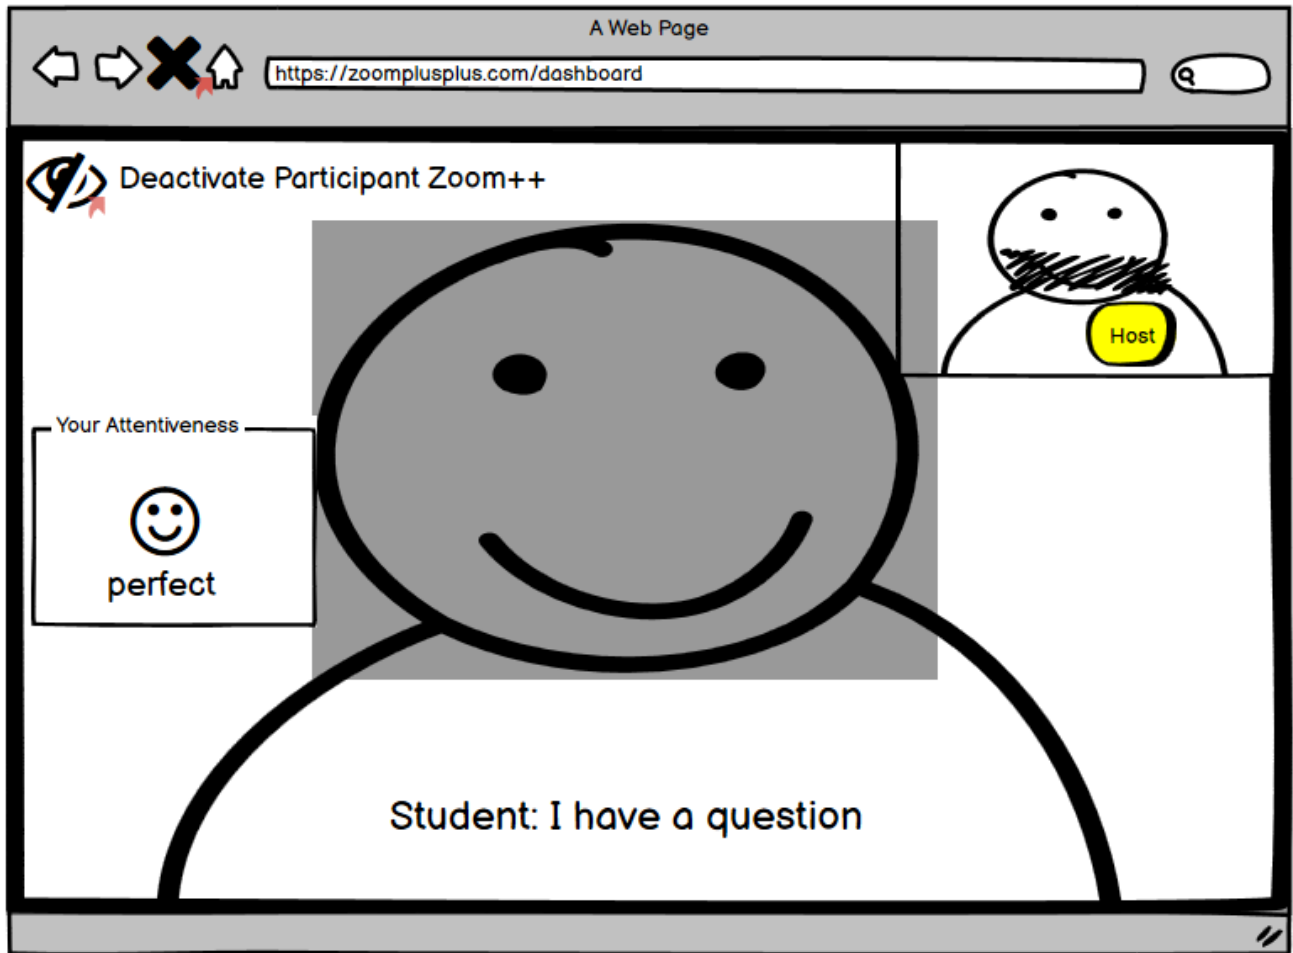 A Web Page
https://zoomplusplus.com/dashboard
Deactivate Participant Zoom++
Host
Your Attentiveness
perfect
Student: I have a question